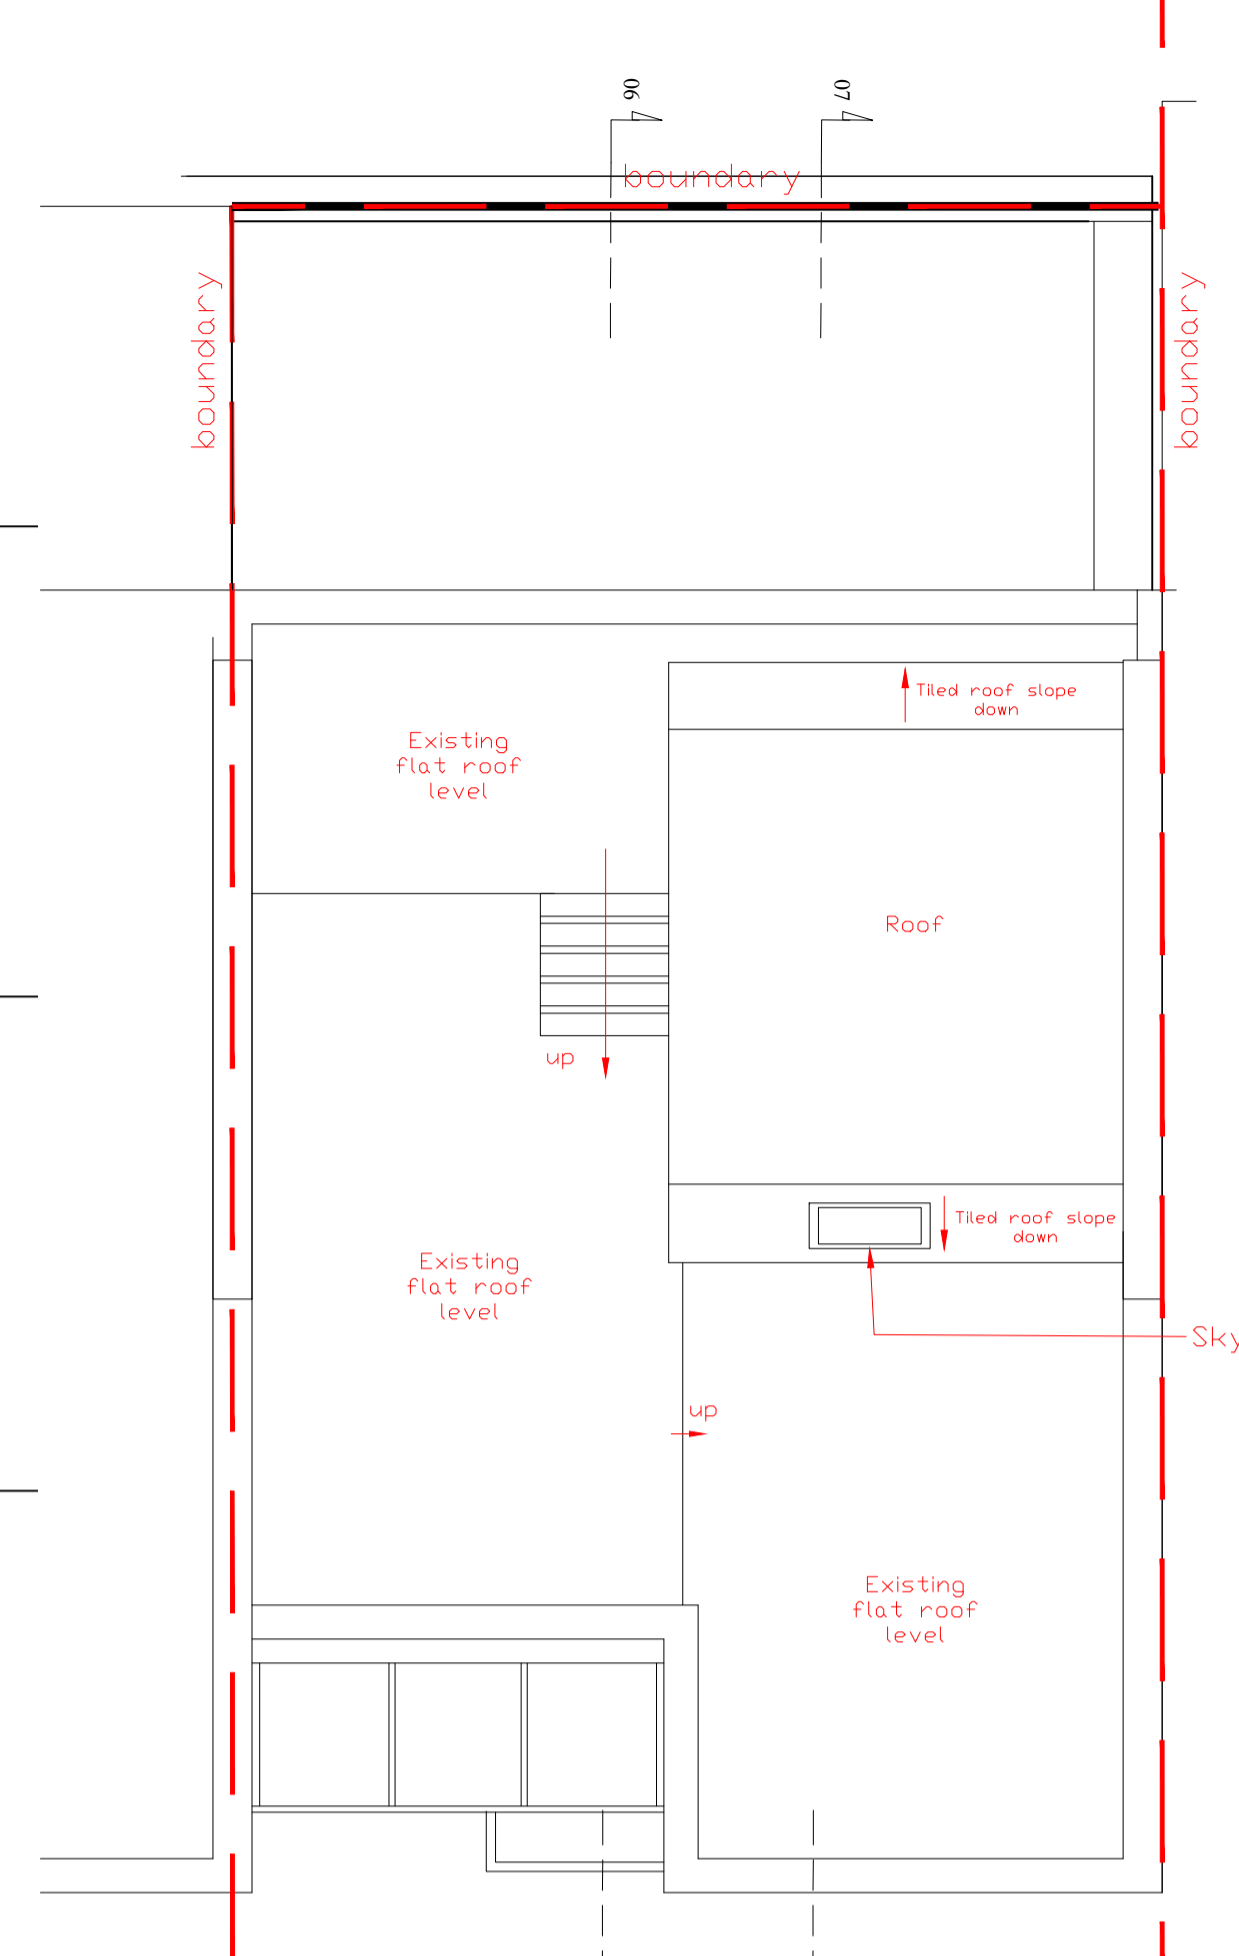 06
07
boundary
boundary
boundary
Tiled roof slope
down
Existing
flat roof
level
Roof
up
Tiled roof slope
down
Existing
flat roof
level
Sky
up
Existing
flat roof
level